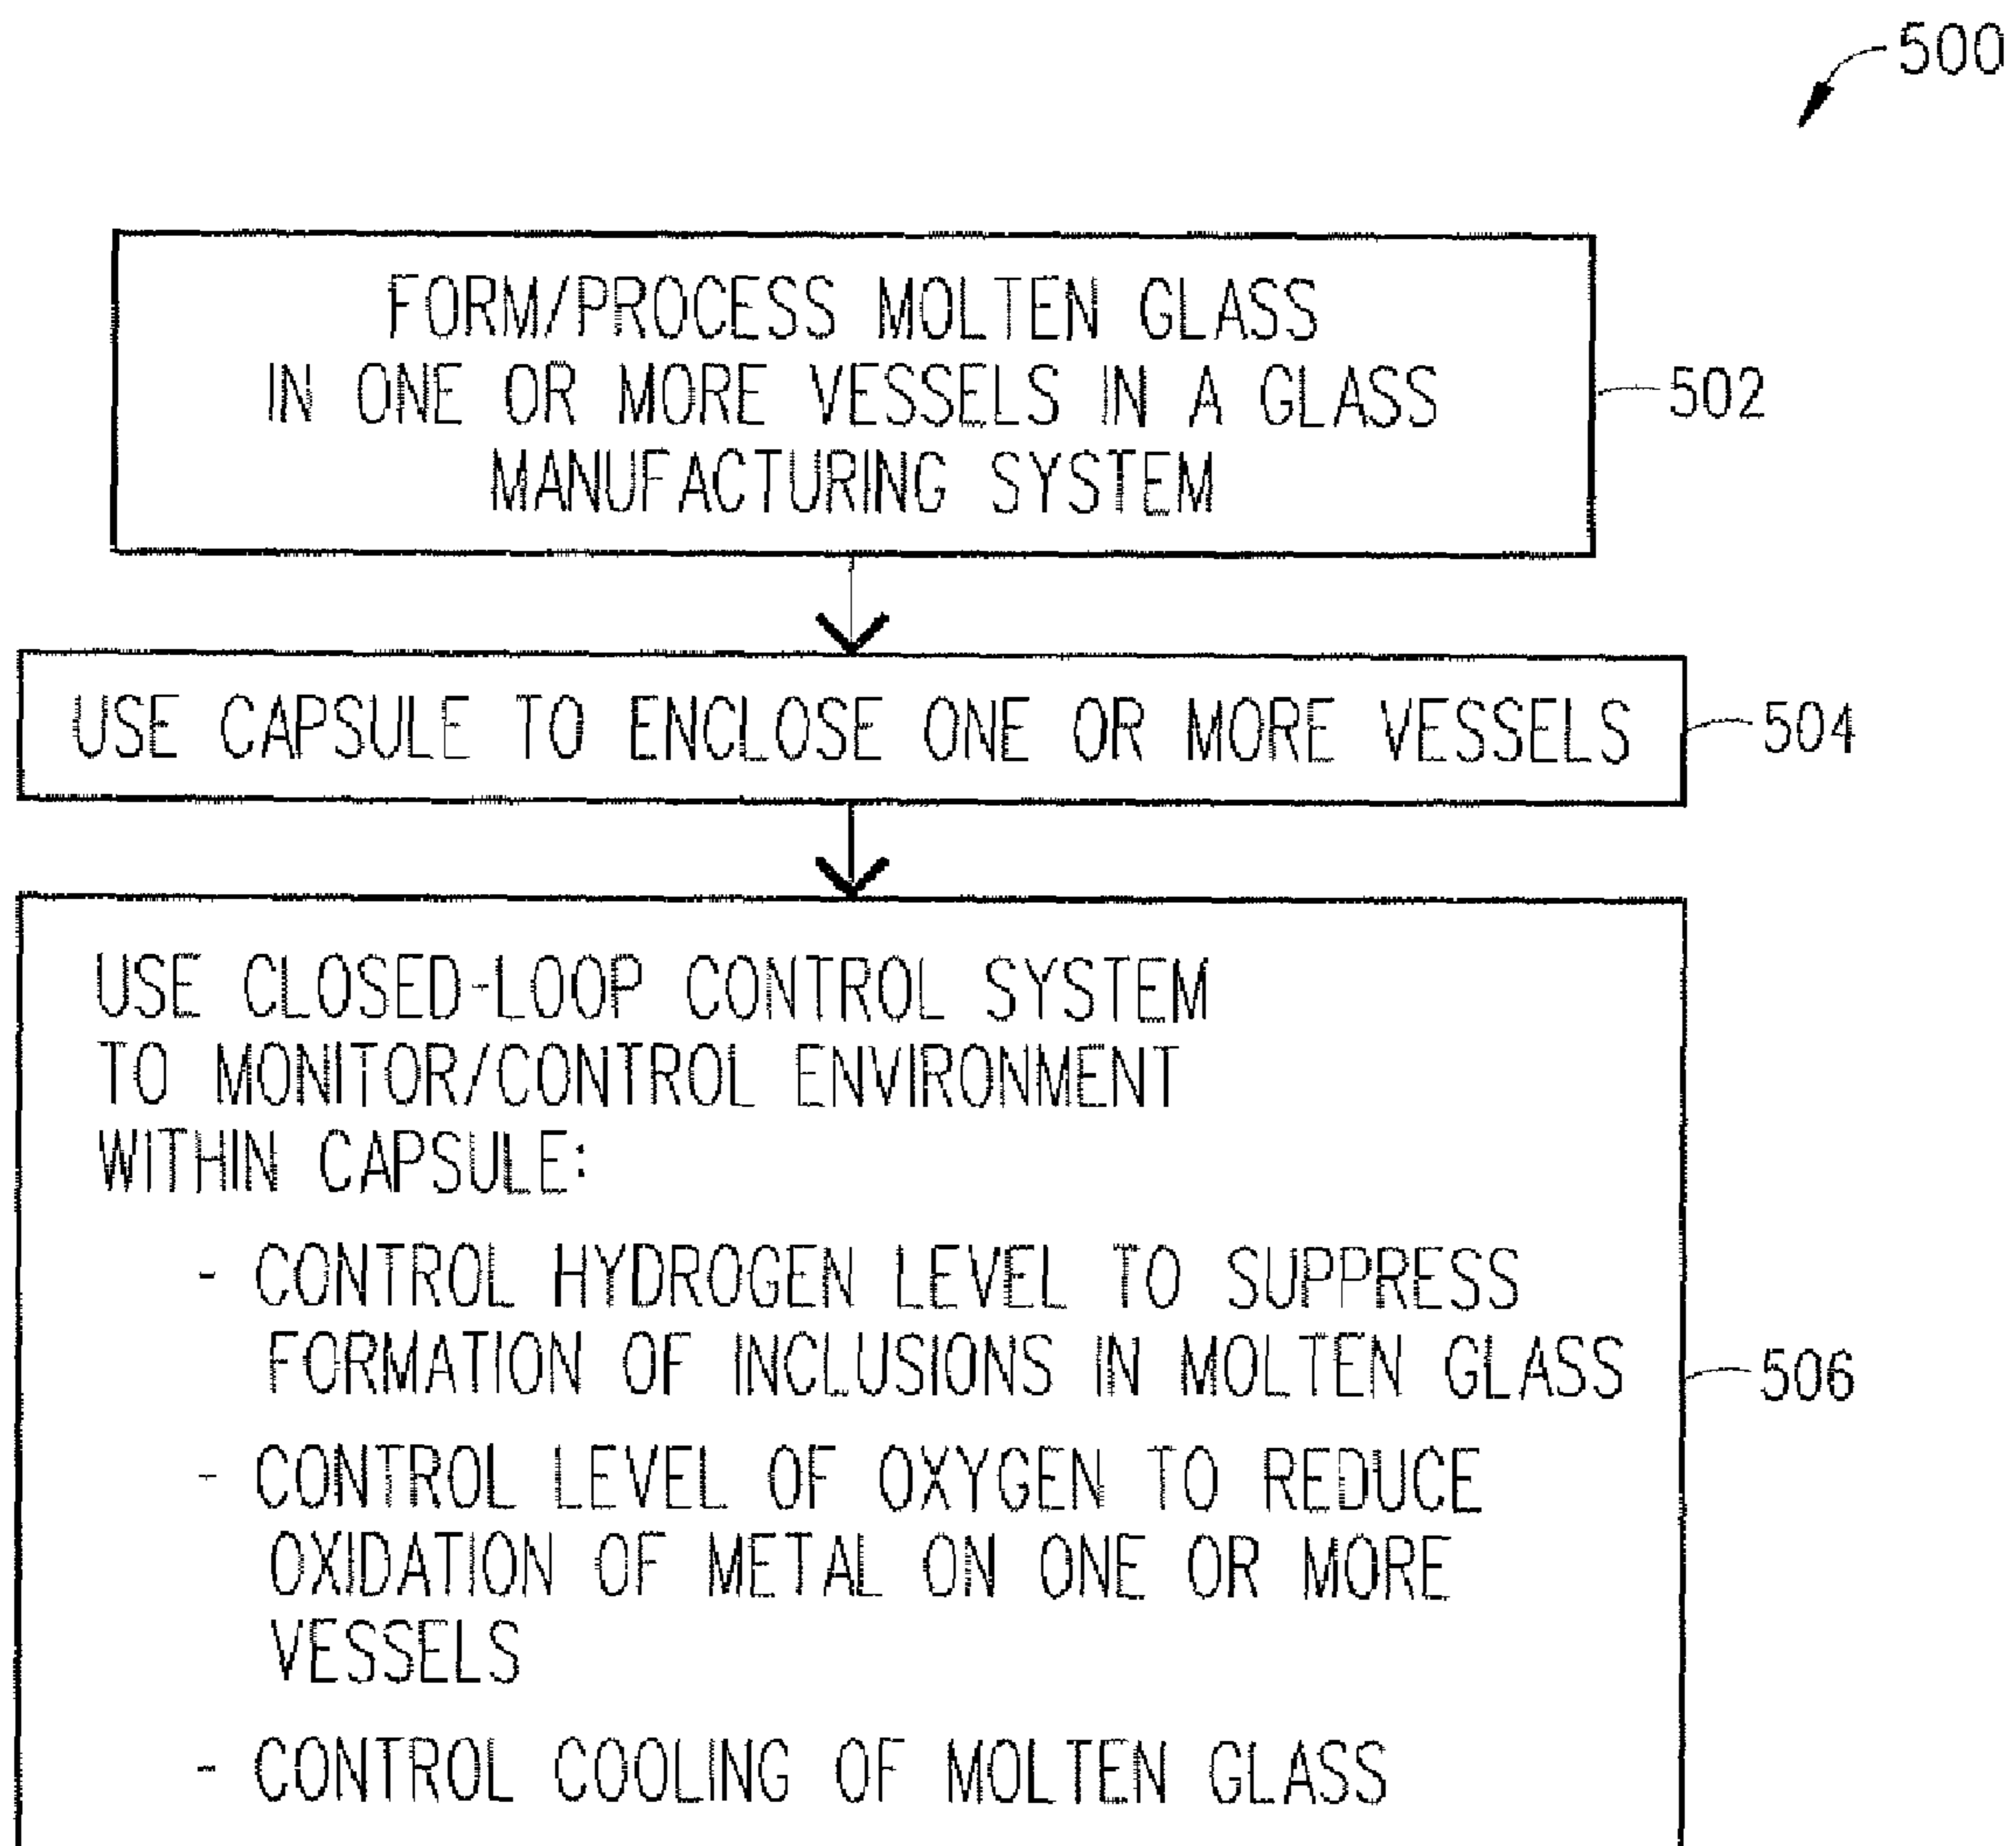 500
FORM/PROCESS MOLTEN GLASS
IN ONE OR MORE VESSELS IN A GLASS
MANUFACTURING SYSTEM
502
USE CAPSULE TO ENCLOSE ONE OR MORE VESSELS
504
USE CLOSED-LOOP CONTROL SYSTEM
TO MONITOR/CONTROL ENVIRONMENT
WITHIN CAPSULE:
- CONTROL HYDROGEN LEVEL TO SUPPRESS
FORMATION OF INCLUSIONS IN MOLTEN GLASS
506
- CONTROL LEVEL OF OXYGEN TO REDUCE
OXIDATION OF METAL ON ONE OR MORE
VESSELS
- CONTROL COOLING OF MOLTEN GLASS